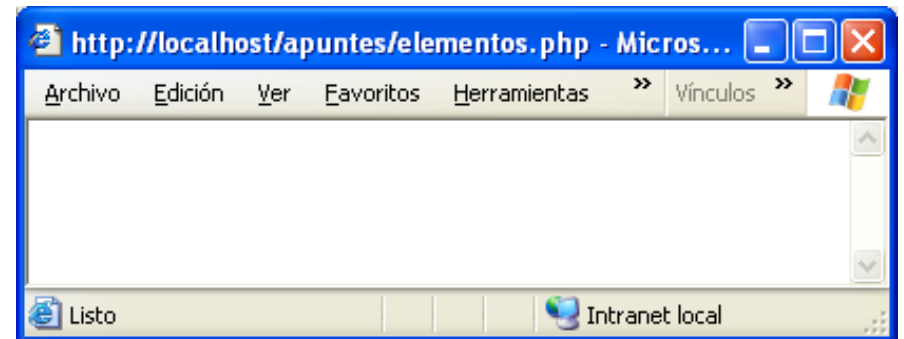 http://localhost/apuntes/elementos.php - Micros...
Archivo Edición Ver Favoritos Herramientas » Vínculos »
Listo Intranet local